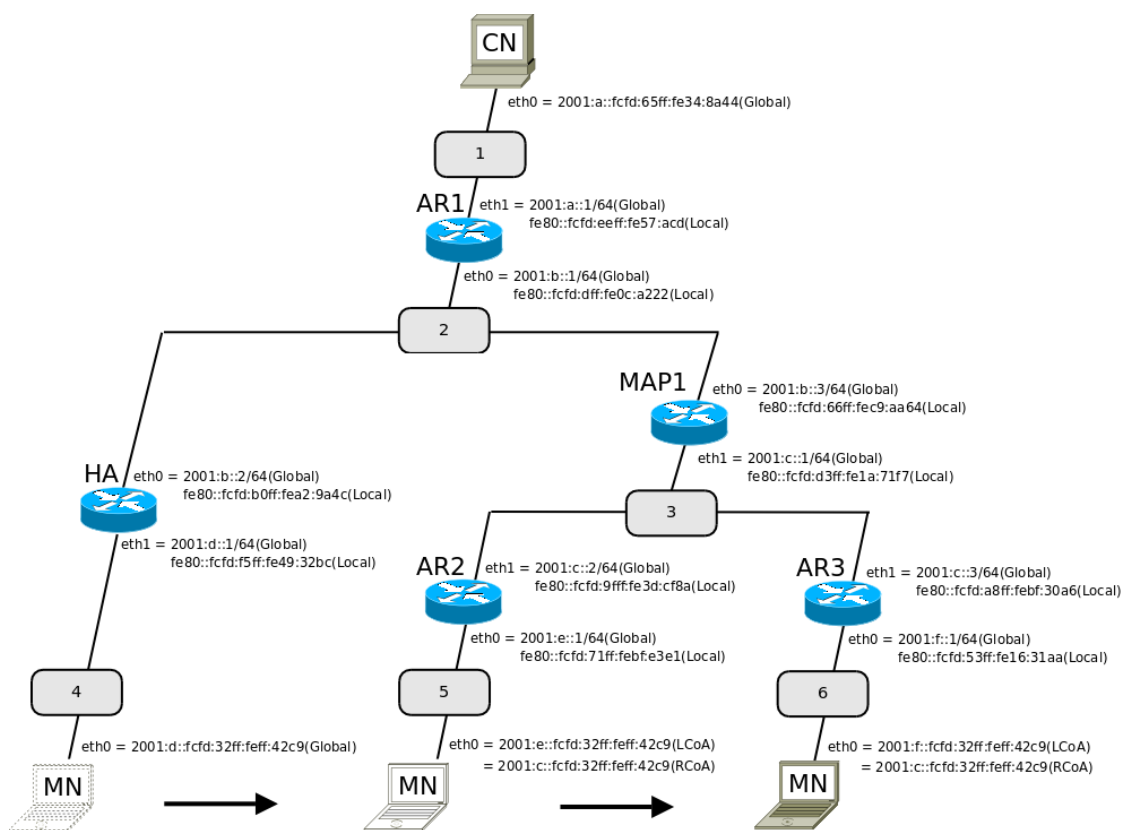 CN
eth0 = 2001:a::fcfd:65ff:fe34:8a44(Global)
1
AR1
eth1 = 2001:a::1/64(Global)
fe80::fcfd:eeff:fe57:acd(Local)
eth0 = 2001:b::1/64(Global)
fe80::fcfd:dff:fe0c:a222(Local)
2
MAP1
eth0 = 2001:b::3/64(Global)
fe80::fcfd:66ff:fec9:aa64(Local)
eth1 = 2001:c::1/64(Global)
fe80::fcfd:d3ff:fe1a:71f7(Local)
HA
eth0 = 2001:b::2/64(Global)
fe80::fcfd:b0ff:fea2:9a4c(Local)
eth1 = 2001:d::1/64(Global)
fe80::fcfd:f5ff:fe49:32bc(Local)
3
AR2
eth1 = 2001:c::2/64(Global)
fe80::fcfd:9fff:fe3d:cf8a(Local)
eth0 = 2001:e::1/64(Global)
fe80::fcfd:71ff:febf:e3e1(Local)
AR3
eth1 = 2001:c::3/64(Global)
fe80::fcfd:a8ff:febf:30a6(Local)
eth0 = 2001:f::1/64(Global)
fe80::fcfd:53ff:fe16:31aa(Local)
4
5
6
eth0 = 2001:d::fcfd:32ff:feff:42c9(Global)
MN
eth0 = 2001:e::fcfd:32ff:feff:42c9(LCoA)
= 2001:c::fcfd:32ff:feff:42c9(RCoA)
MN
eth0 = 2001:f::fcfd:32ff:feff:42c9(LCoA)
= 2001:c::fcfd:32ff:feff:42c9(RCoA)
MN